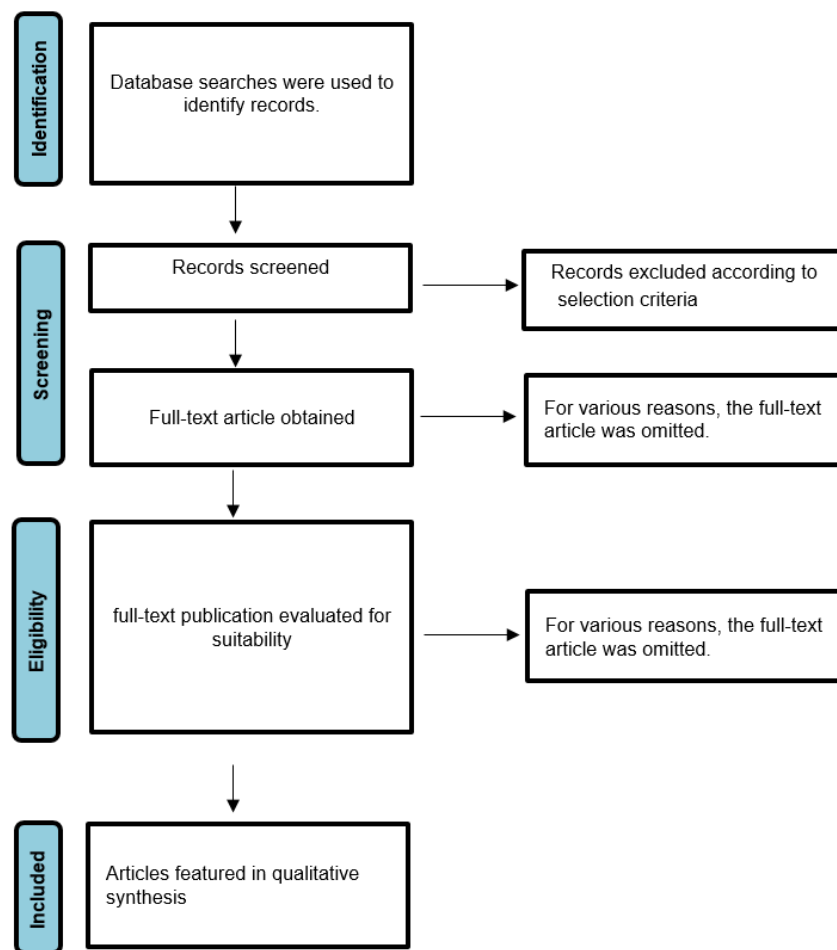 Identification
Database searches were used to
identify records.
Screening
Records screened
Records excluded according to
selection criteria
Full-text article obtained
For various reasons, the full-text
article was omitted.
Eligibility
full-text publication evaluated for
suitability
For various reasons, the full-text
article was omitted.
Included
Articles featured in qualitative
synthesis